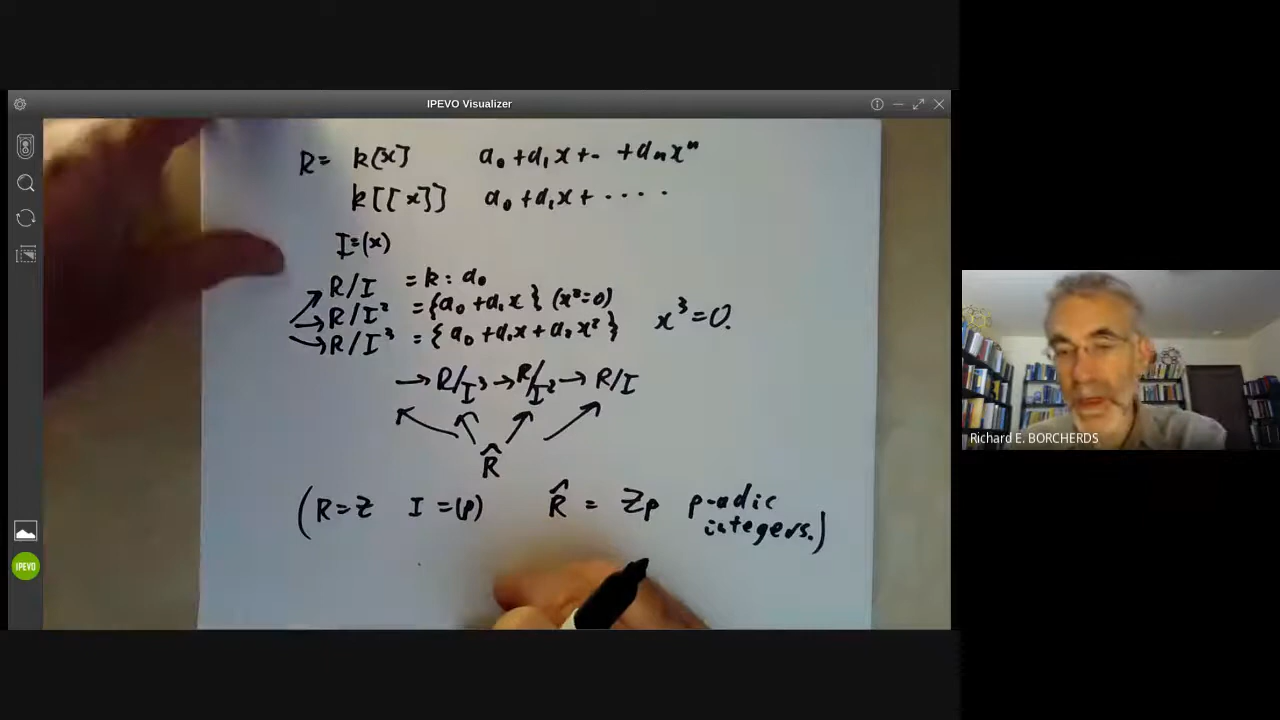 IPEVO Visualizer
R= k[x] a₀ + a₁x + .. + aₙxⁿ
k[[x]] a₀ + a₁x + ....
I=(x)
R/I = k : a₀
R/I² = {a₀ + a₁x} (x²=0)
R/I³ = {a₀ + a₁x + a₂x²} x³=0.
→ R/I³ → R/I² → R/I
R̂
Richard E. BORCHERDS
(R=Z I=(p) R̂ = Zp p-adic
integers.)
IPEVO